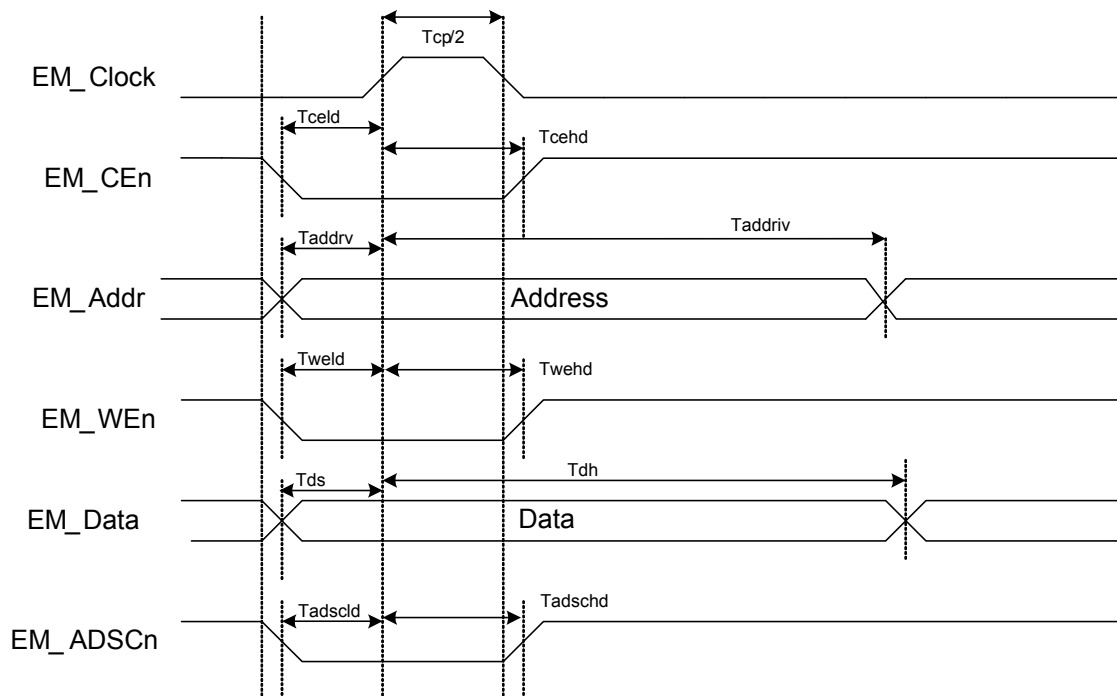 Tcp/2
EM_Clock
Tceld
Tcehd
EM_CEn
Taddrv
Taddriv
EM_Addr
Address
Tweld
Twehd
EM_WEn
Tds
Tdh
EM_Data
Data
Tadscld
Tadschd
EM_ADSCn